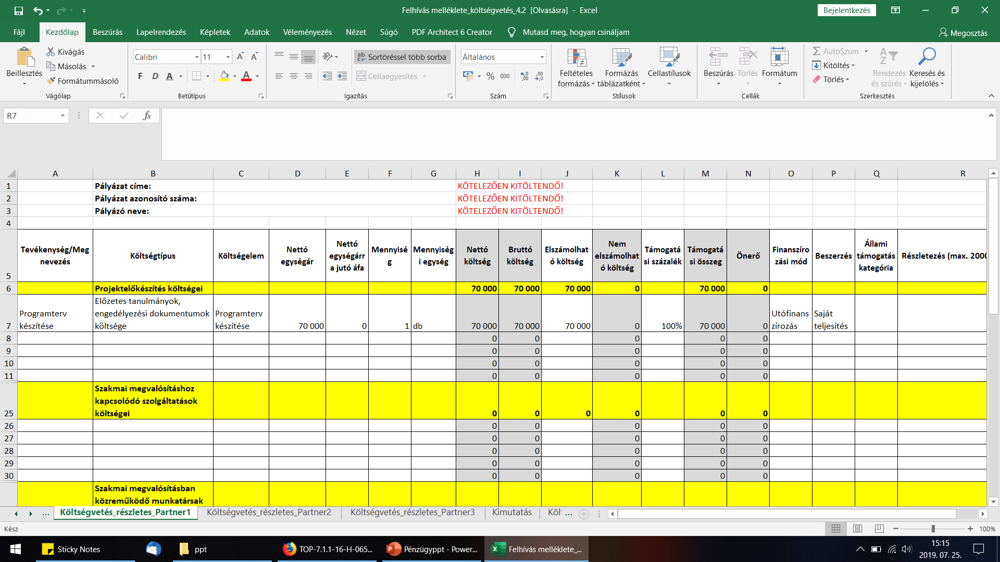 Felhívás melléklete_költségvetés_4.2 [Olvasásra] - Excel
Bejelentkezés
Fájl Kezdőlap Beszúrás Lapelrendezés Képletek Adatok Véleményezés Nézet Súgó PDF Architect 6 Creator Mutasd meg, hogyan csináljam Megosztás
Beillesztés
Kivágás
Másolás
Formátummásoló
Vágólap
Calibri 11
F D A
Betűtípus
Sortöréssel több sorba
Cellaegyesítés
Igazítás
Általános
% 000
Szám
Feltételes formázás
Formázás táblázatként
Cellastílusok
Stílusok
Beszúrás Törlés Formátum
Cellák
AutoSzum
Kitöltés
Törlés
Rendezés és szűrés
Keresés és kijelölés
Szerkesztés
R7 fx
A B C D E F G H I J K L M N O P Q R
1 Pályázat címe: KÖTELEZŐEN KITÖLTENDŐ!
2 Pályázat azonosító száma: KÖTELEZŐEN KITÖLTENDŐ!
3 Pályázó neve: KÖTELEZŐEN KITÖLTENDŐ!
4
5 Tevékenység/Megnevezés Költségtípus Költségelem Nettó egységár Nettó egységárra jutó áfa Mennyiség Mennyiségi egység Nettó költség Bruttó költség Elszámolható költség Nem elszámolható költség Támogatási százalék Támogatási összeg Önerő Finanszírozási mód Beszerzés Állami támogatás kategória Részletezés (max. 2000
6 Projektelőkészítés költségei 70 000 70 000 70 000 0 70 000 0
7 Programterv készítése Előzetes tanulmányok, engedélyezési dokumentumok költsége Programterv készítése 70 000 0 1 db 70 000 70 000 70 000 0 100% 70 000 0 Utófinanszírozás Saját teljesítés
8 0 0 0 0 0
9 0 0 0 0 0
10 0 0 0 0 0
11 0 0 0 0 0
25 Szakmai megvalósításhoz kapcsolódó szolgáltatások költségei 0 0 0 0 0 0
26 0 0 0 0 0
27 0 0 0 0 0
28 0 0 0 0 0
29 0 0 0 0 0
30 0 0 0 0 0
Szakmai megvalósításban közreműködő munkatársak
... Költségvetés_részletes_Partner1 Költségvetés_részletes_Partner2 Költségvetés_részletes_Partner3 Kimutatás Köl ...
Kész 100%
Sticky Notes ppt TOP-7.1.1-16-H-065... Pénzügyppt - Power... Felhívás melléklete_...
15:15
2019. 07. 25.